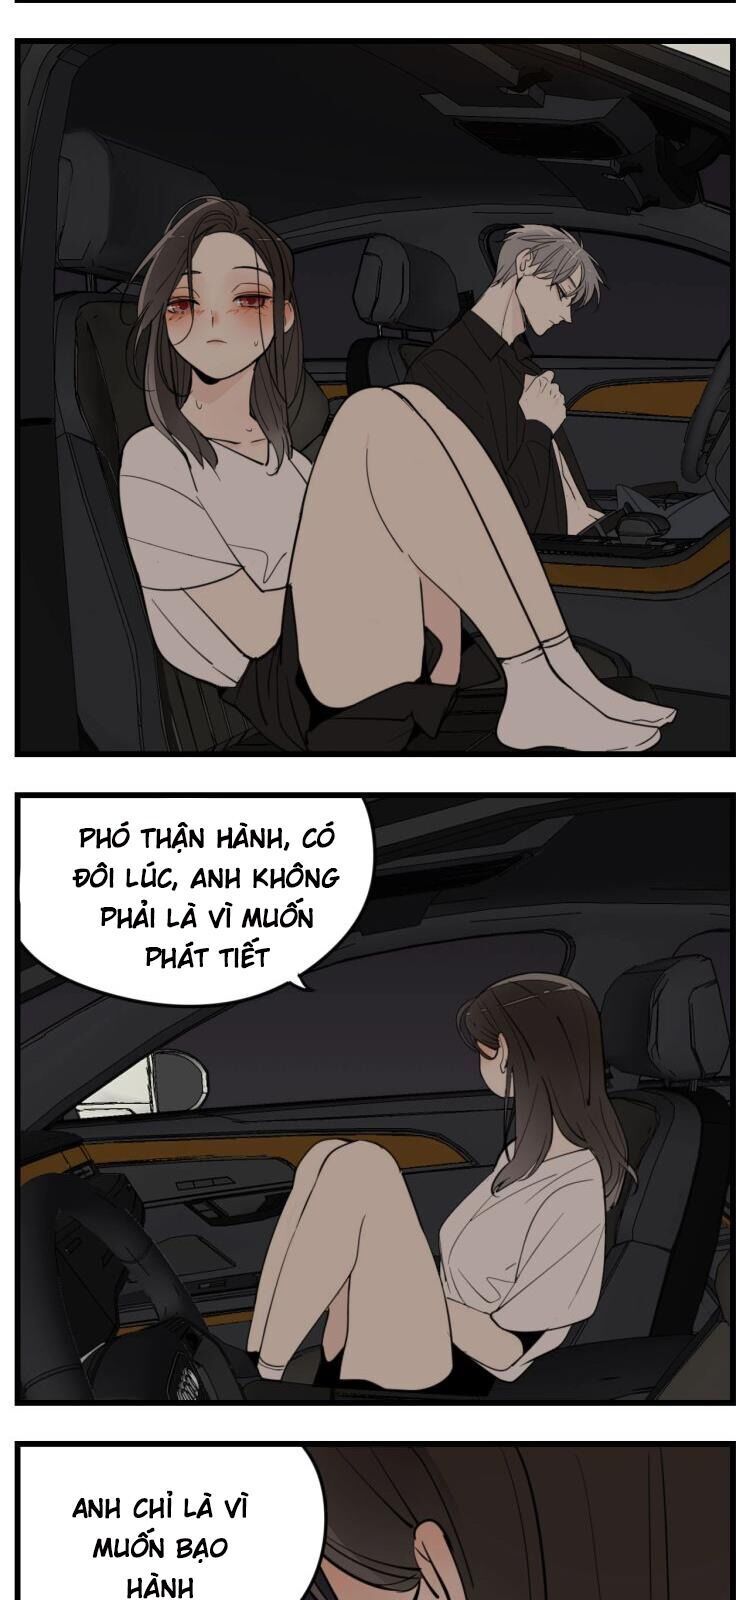 PHÓ THẬN HÀNH, CÓ
ĐÔI LÚC, ANH KHÔNG
PHẢI LÀ VÌ MUỐN
PHÁT TIẾT
ANH CHỈ LÀ VÌ
MUỐN BẠO
HÀNH